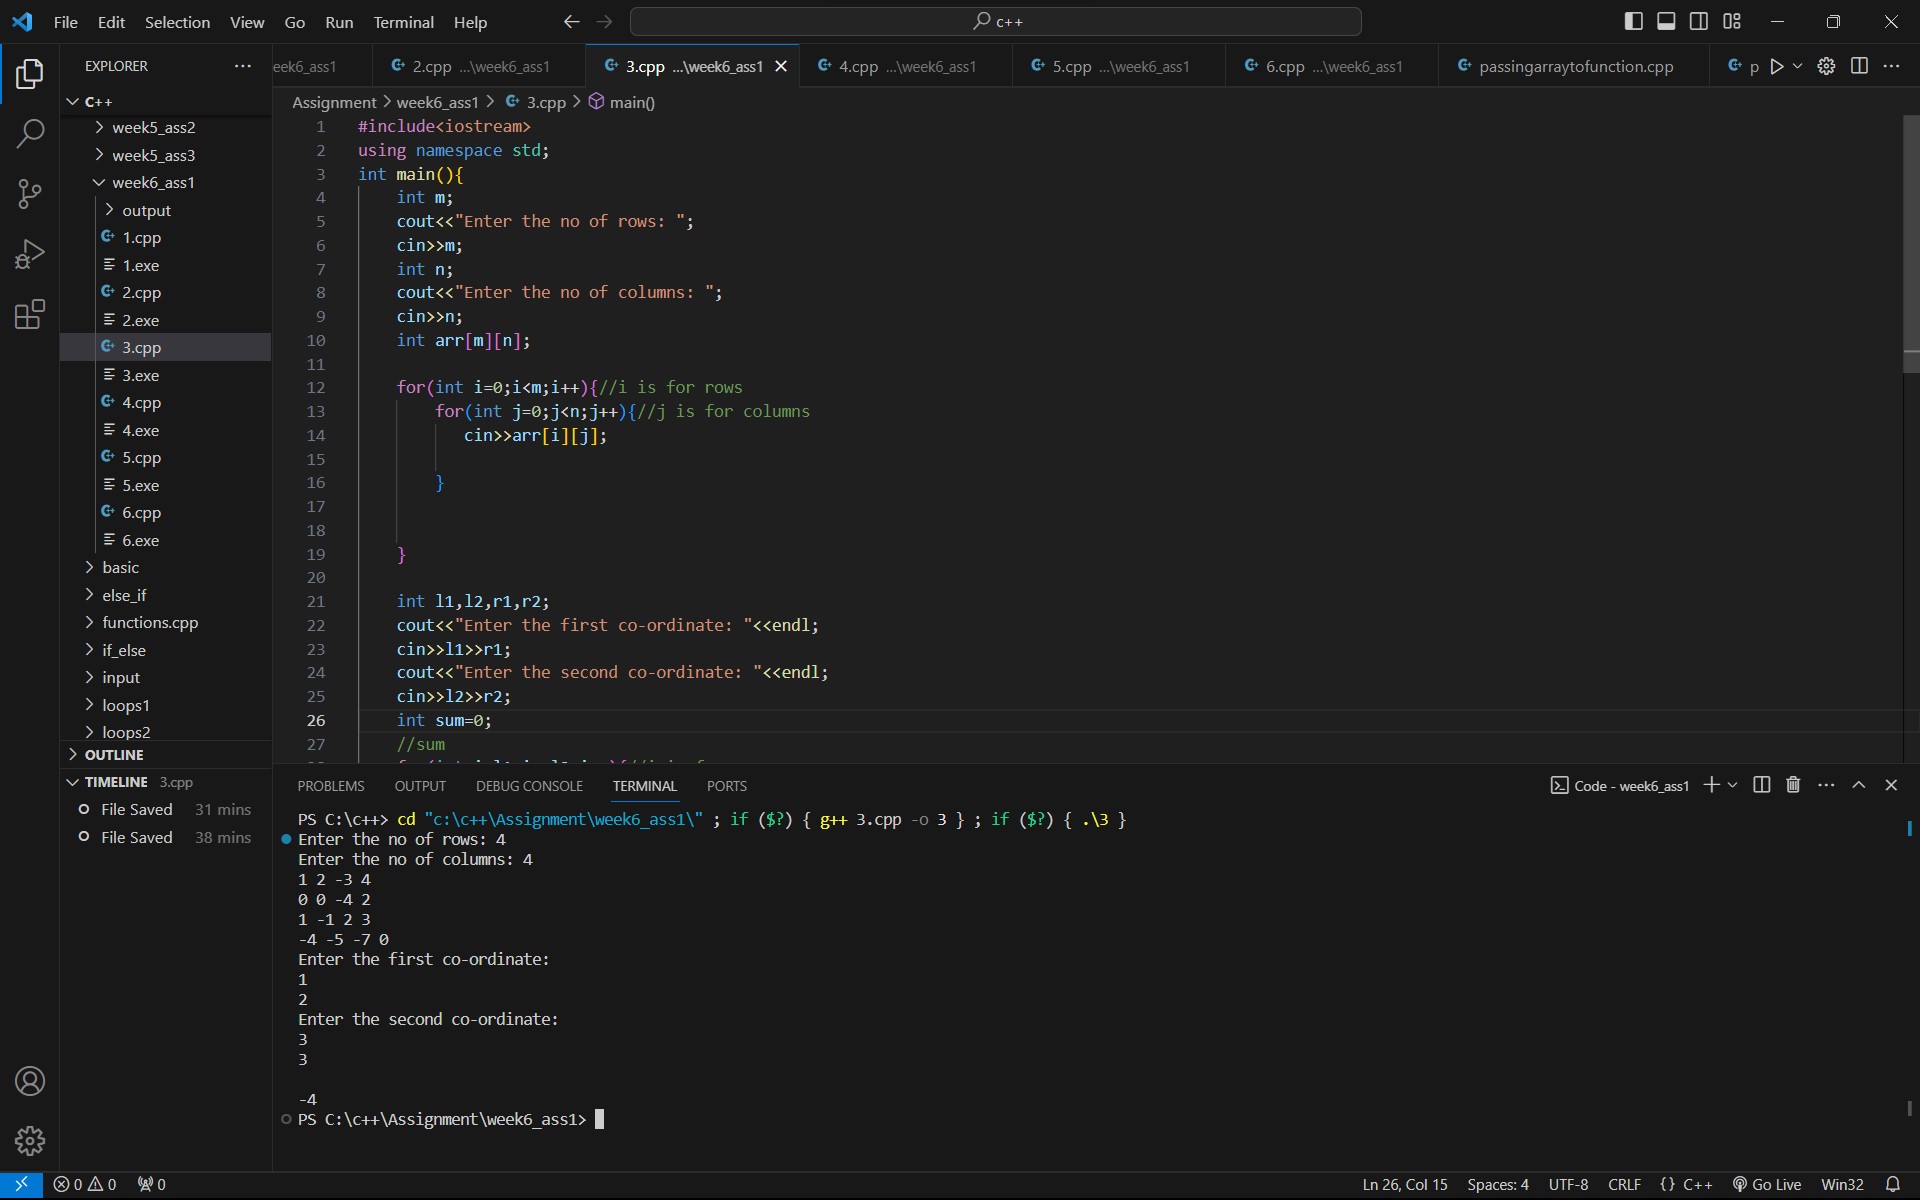 File Edit Selection View Go Run Terminal Help
c++
EXPLORER
eek6_ass1
2.cpp ...\week6_ass1
3.cpp ...\week6_ass1
4.cpp ...\week6_ass1
5.cpp ...\week6_ass1
6.cpp ...\week6_ass1
passingarraytofunction.cpp
p
C++
week5_ass2
week5_ass3
week6_ass1
output
1.cpp
1.exe
2.cpp
2.exe
3.cpp
3.exe
4.cpp
4.exe
5.cpp
5.exe
6.cpp
6.exe
basic
else_if
functions.cpp
if_else
input
loops1
loops2
OUTLINE
TIMELINE 3.cpp
File Saved 31 mins
File Saved 38 mins
Assignment > week6_ass1 > 3.cpp > main()
1 #include<iostream>
2 using namespace std;
3 int main(){
4 int m;
5 cout<<"Enter the no of rows: ";
6 cin>>m;
7 int n;
8 cout<<"Enter the no of columns: ";
9 cin>>n;
10 int arr[m][n];
11
12 for(int i=0;i<m;i++){//i is for rows
13 for(int j=0;j<n;j++){//j is for columns
14 cin>>arr[i][j];
15
16 }
17
18
19 }
20
21 int l1,l2,r1,r2;
22 cout<<"Enter the first co-ordinate: "<<endl;
23 cin>>l1>>r1;
24 cout<<"Enter the second co-ordinate: "<<endl;
25 cin>>l2>>r2;
26 int sum=0;
27 //sum
PROBLEMS OUTPUT DEBUG CONSOLE TERMINAL PORTS
Code - week6_ass1
PS C:\c++> cd "c:\c++\Assignment\week6_ass1\" ; if ($?) { g++ 3.cpp -o 3 } ; if ($?) { .\3 }
Enter the no of rows: 4
Enter the no of columns: 4
1 2 -3 4
0 0 -4 2
1 -1 2 3
-4 -5 -7 0
Enter the first co-ordinate:
1
2
Enter the second co-ordinate:
3
3
-4
PS C:\c++\Assignment\week6_ass1>
0 0 0
Ln 26, Col 15 Spaces: 4 UTF-8 CRLF {} C++ Go Live Win32